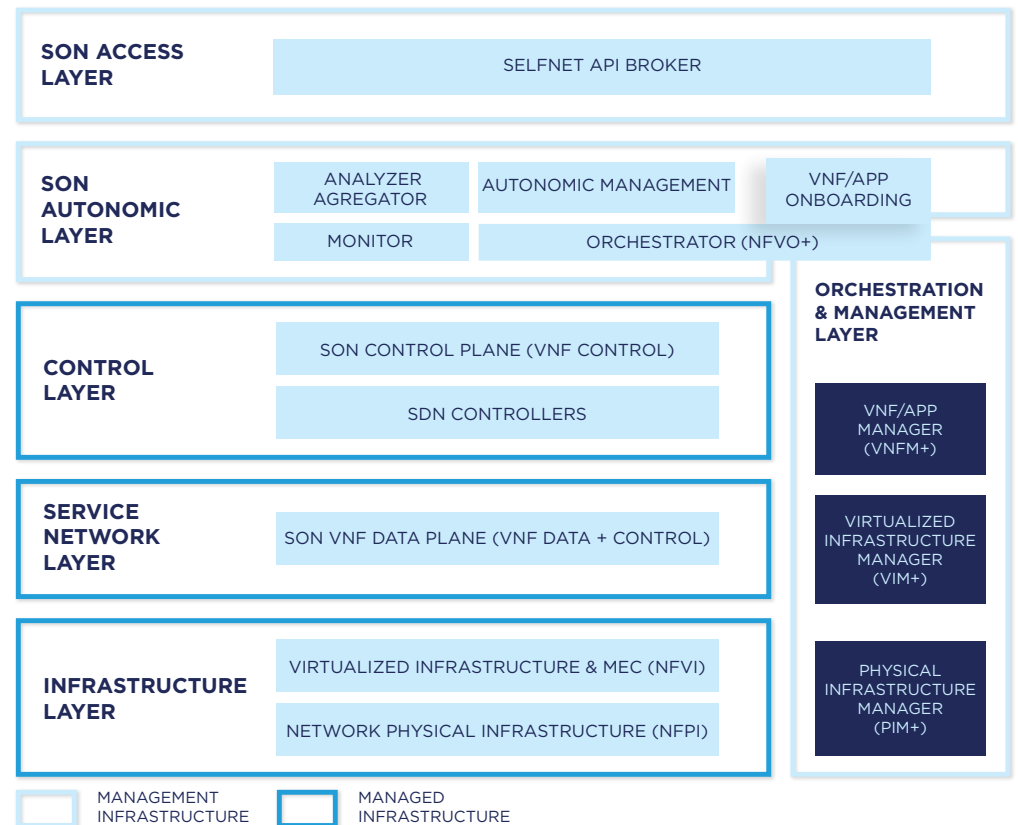 SON ACCESS
LAYER
SELFNET API BROKER
SON
AUTONOMIC
LAYER
ANALYZER
AGREGATOR
AUTONOMIC MANAGEMENT
VNF/APP
ONBOARDING
MONITOR
ORCHESTRATOR (NFVO+)
CONTROL
LAYER
SON CONTROL PLANE (VNF CONTROL)
SDN CONTROLLERS
SERVICE
NETWORK
LAYER
SON VNF DATA PLANE (VNF DATA + CONTROL)
INFRASTRUCTURE
LAYER
VIRTUALIZED INFRASTRUCTURE & MEC (NFVI)
NETWORK PHYSICAL INFRASTRUCTURE (NFPI)
ORCHESTRATION
& MANAGEMENT
LAYER
VNF/APP
MANAGER
(VNFM+)
VIRTUALIZED
INFRASTRUCTURE
MANAGER
(VIM+)
PHYSICAL
INFRASTRUCTURE
MANAGER
(PIM+)
MANAGEMENT
INFRASTRUCTURE
MANAGED
INFRASTRUCTURE